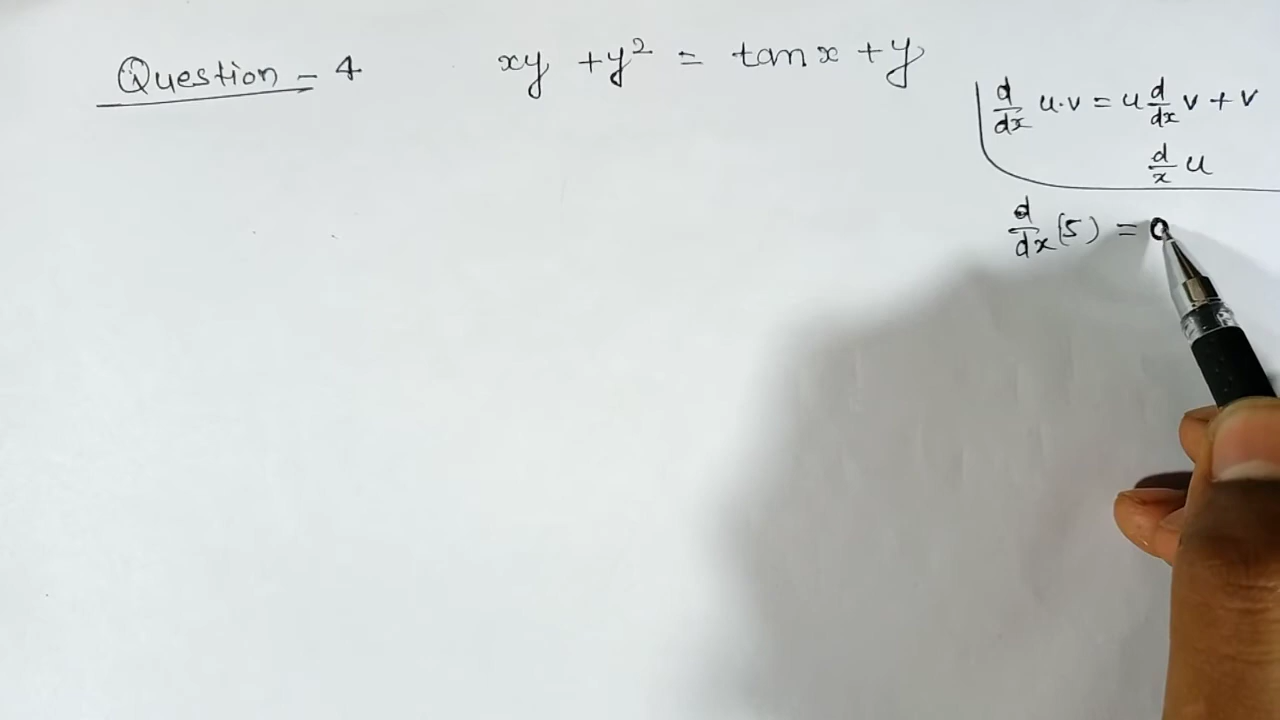 Question - 4
xy + y² = tan x + y
d/dx u·v = u d/dx v + v
d/x u
d/dx (5) = 0